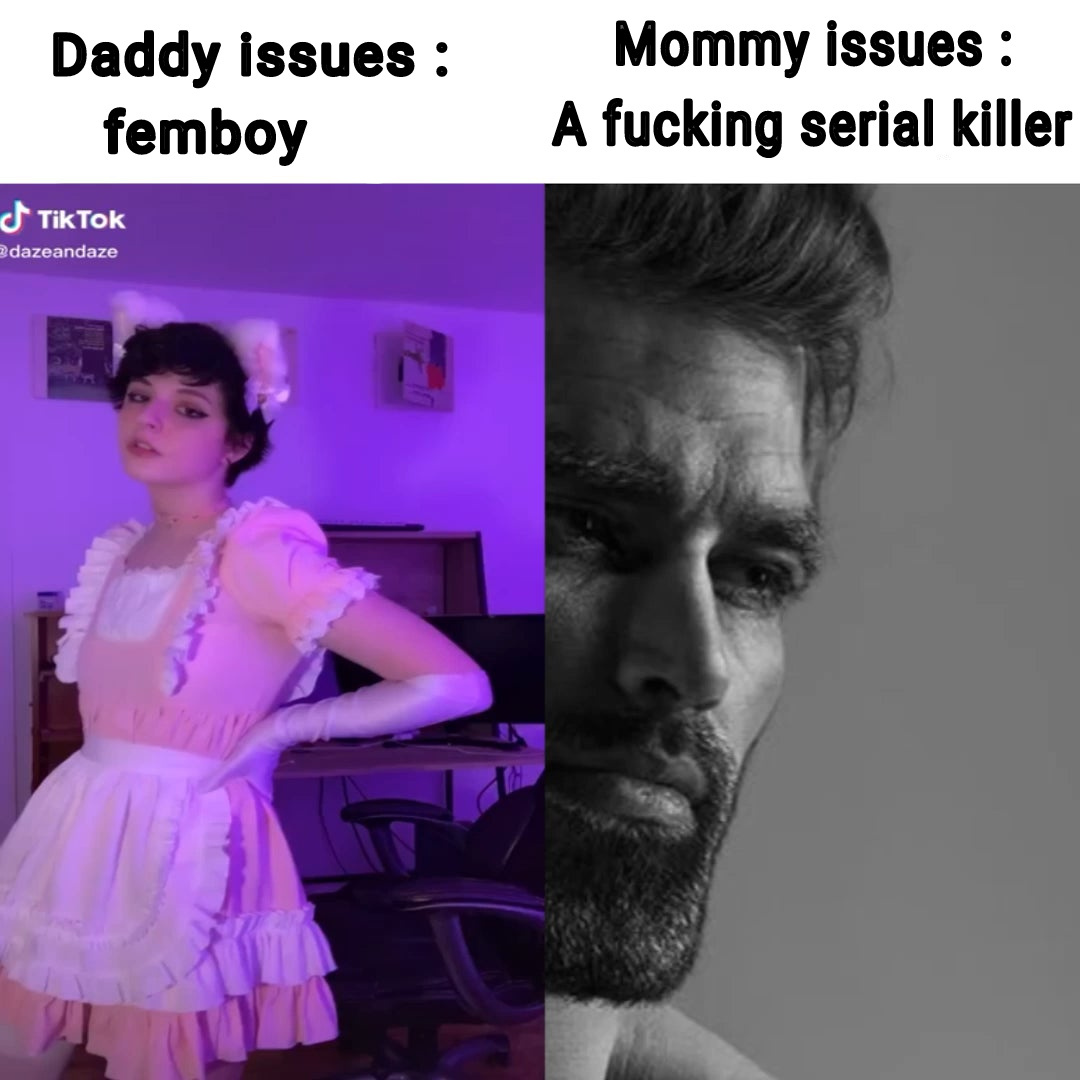 Daddy issues :
femboy
Mommy issues :
A fucking serial killer
TikTok
@dazeandaze